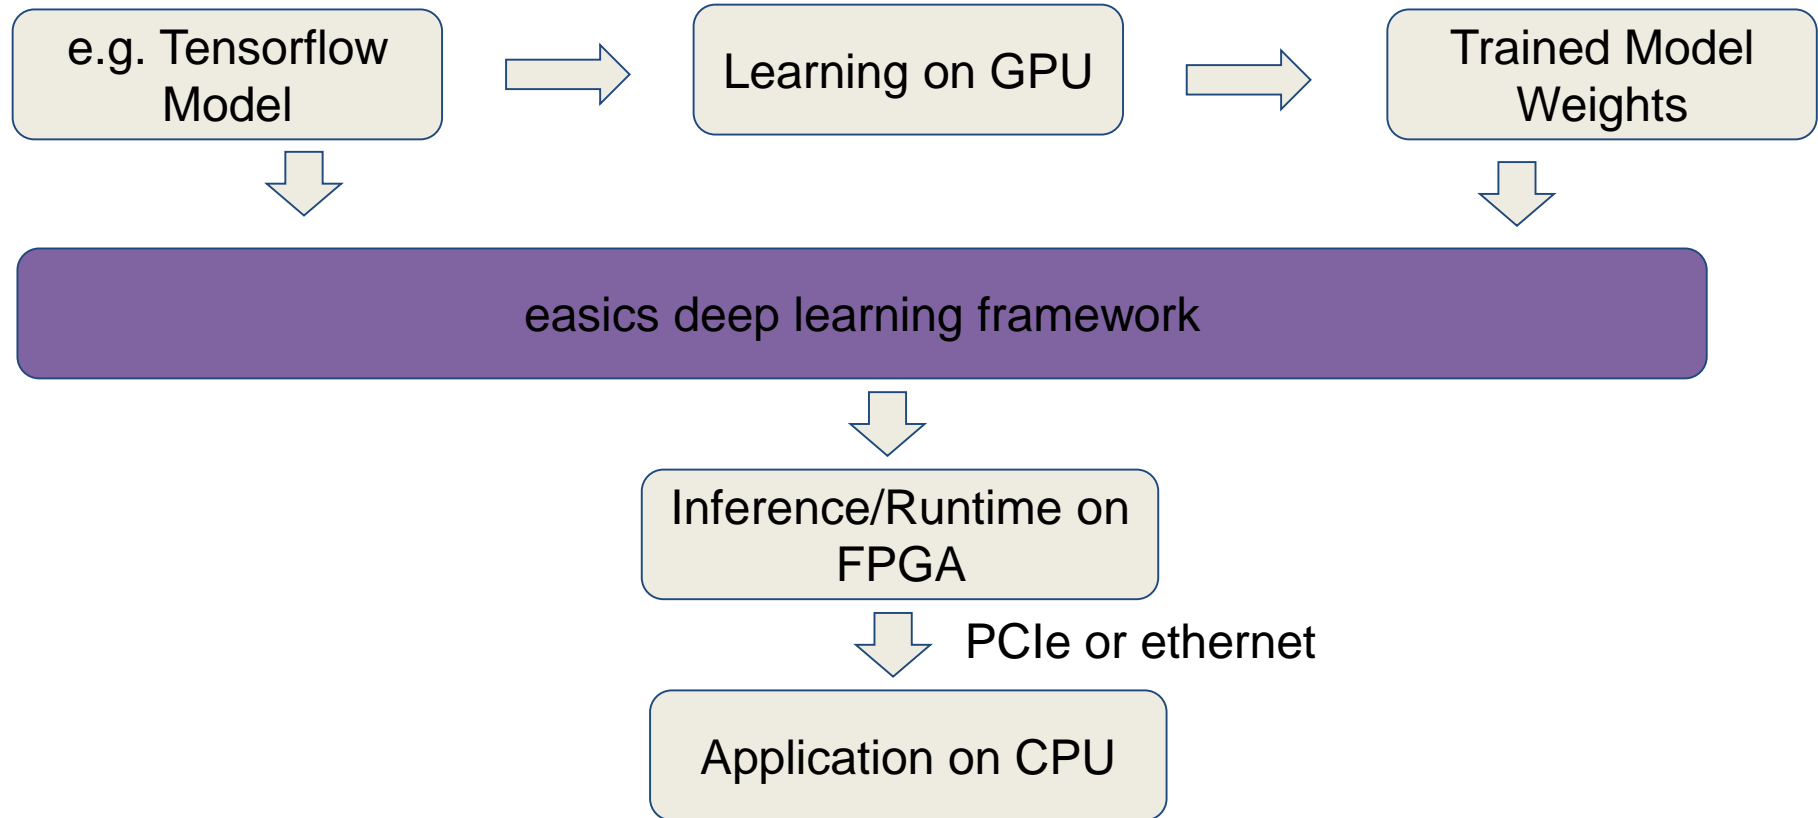 e.g. Tensorflow
Model
Learning on GPU
Trained Model
Weights
easics deep learning framework
Inference/Runtime on
FPGA
PCIe or ethernet
Application on CPU